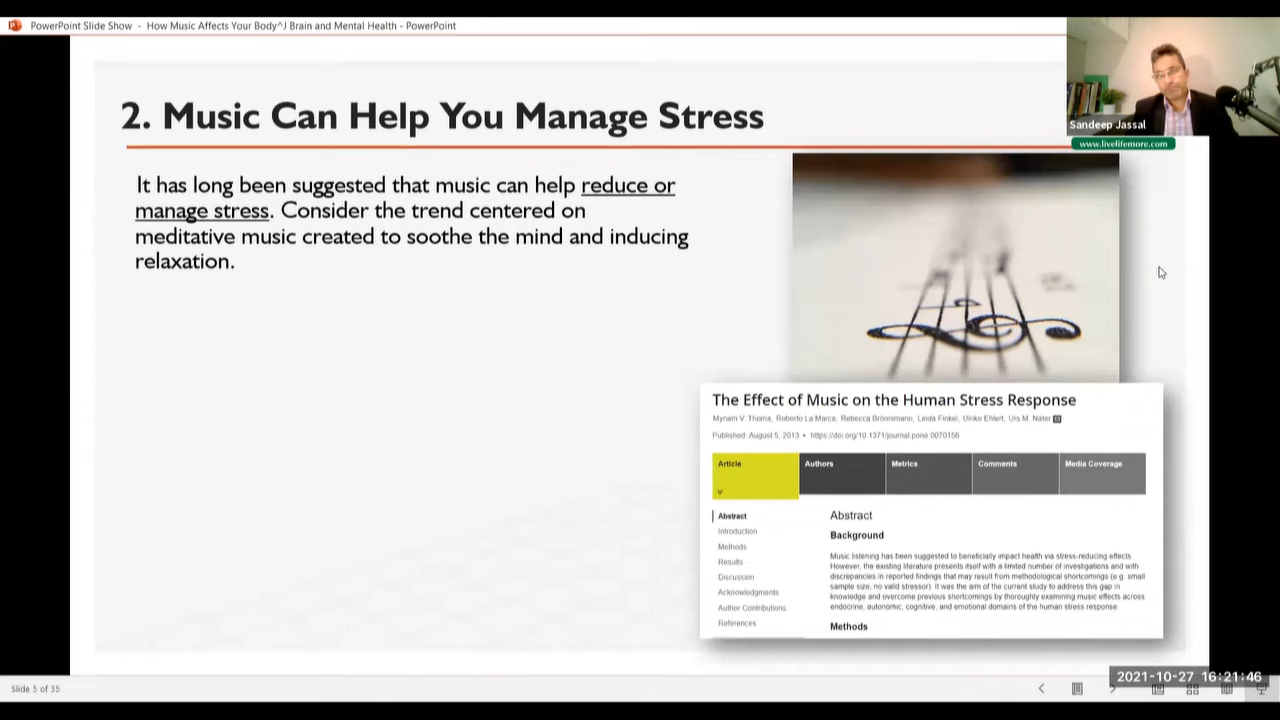 PowerPoint Slide Show - How Music Affects Your Body^J Brain and Mental Health - PowerPoint
Sandeep Jassal
www.livelifemore.com
2. Music Can Help You Manage Stress
It has long been suggested that music can help reduce or
manage stress. Consider the trend centered on
meditative music created to soothe the mind and inducing
relaxation.
The Effect of Music on the Human Stress Response
Myriam V. Thoma, Roberto La Marca, Rebecca Brönnimann, Linda Finkel, Ulrike Ehlert, Urs M. Nater
Published: August 5, 2013 • https://doi.org/10.1371/journal.pone.0070156
Article
Authors
Metrics
Comments
Media Coverage
Abstract
Introduction
Methods
Results
Discussion
Acknowledgments
Author Contributions
References
Abstract
Background
Music listening has been suggested to beneficially impact health via stress-reducing effects.
However, the existing literature presents itself with a limited number of investigations and with
discrepancies in reported findings that may result from methodological shortcomings (e.g. small
sample size, no valid stressor). It was the aim of the current study to address this gap in
knowledge and overcome previous shortcomings by thoroughly examining music effects across
endocrine, autonomic, cognitive, and emotional domains of the human stress response.
Methods
Slide 5 of 35
2021-10-27 16:21:46